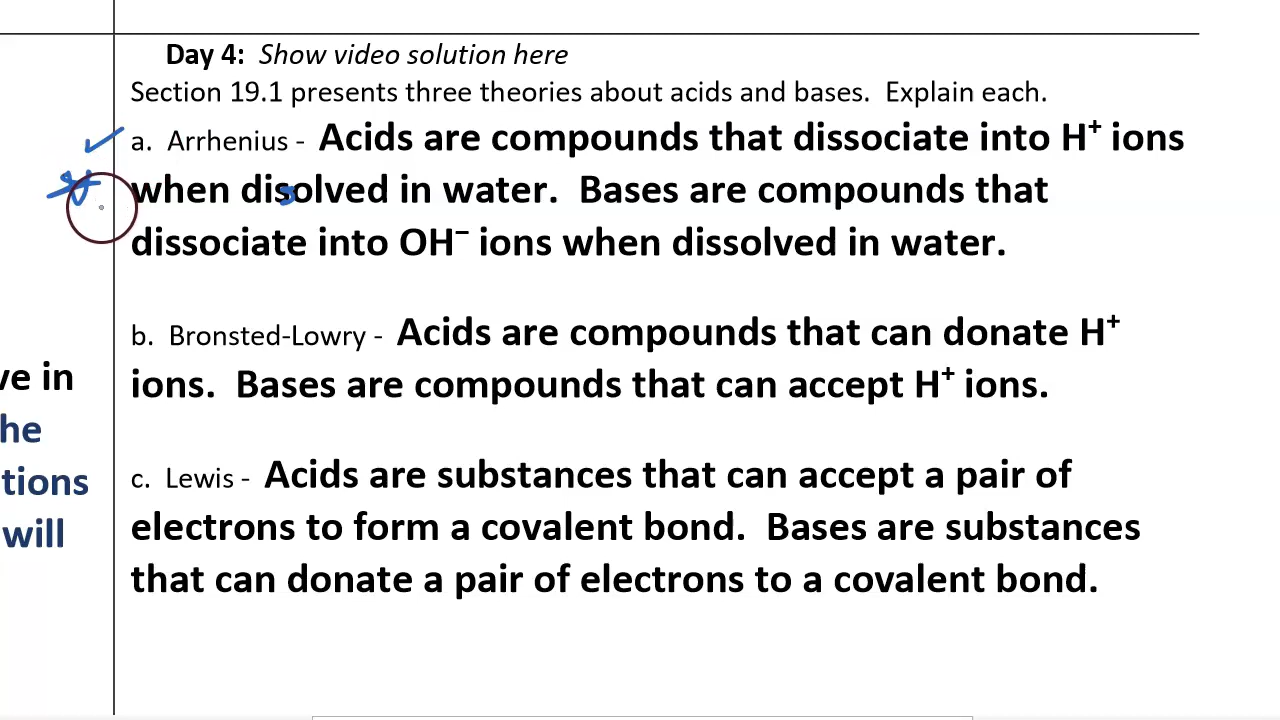 Day 4: Show video solution here
Section 19.1 presents three theories about acids and bases. Explain each.
a. Arrhenius - Acids are compounds that dissociate into H⁺ ions
when disolved in water. Bases are compounds that
dissociate into OH⁻ ions when dissolved in water.
b. Bronsted-Lowry - Acids are compounds that can donate H⁺
ions. Bases are compounds that can accept H⁺ ions.
c. Lewis - Acids are substances that can accept a pair of
electrons to form a covalent bond. Bases are substances
that can donate a pair of electrons to a covalent bond.
ve in
he
tions
will